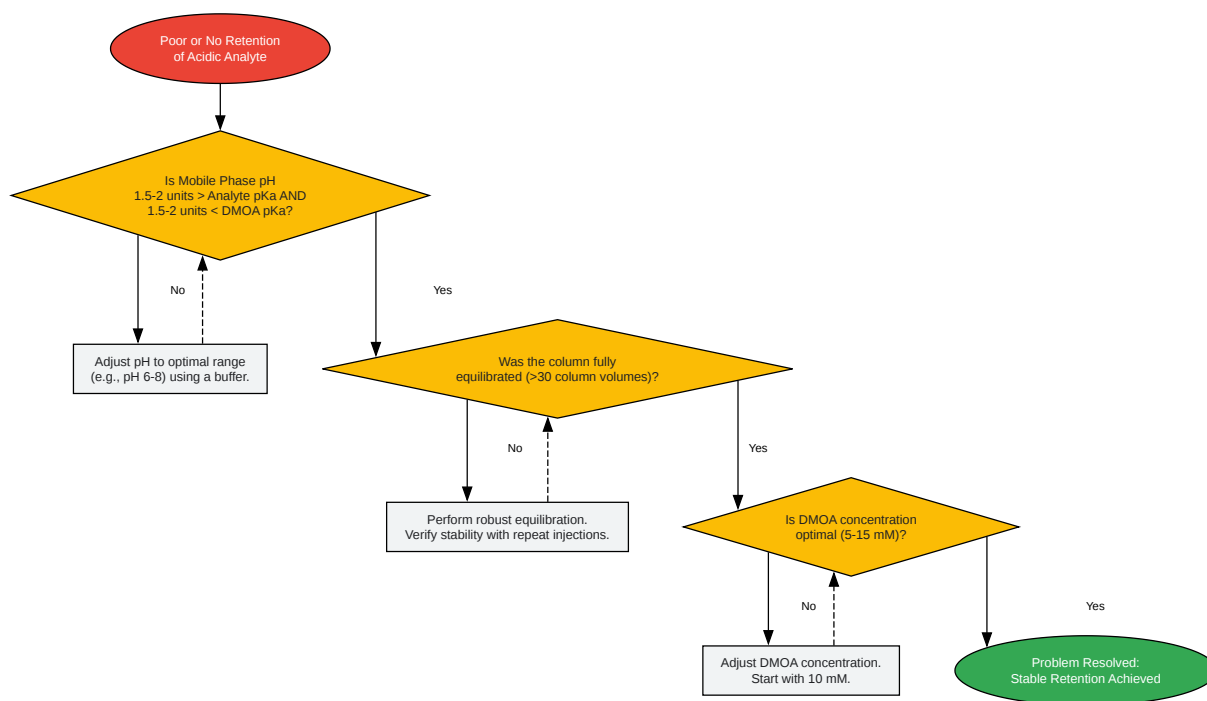 Poor or No Retention
of Acidic Analyte
Is Mobile Phase pH
1.5-2 units > Analyte pKa AND
1.5-2 units < DMOA pKa?
No
Yes
Adjust pH to optimal range
(e.g., pH 6-8) using a buffer.
Was the column fully
equilibrated (>30 column volumes)?
No
Yes
Perform robust equilibration.
Verify stability with repeat injections.
Is DMOA concentration
optimal (5-15 mM)?
No
Yes
Adjust DMOA concentration.
Start with 10 mM.
Problem Resolved:
Stable Retention Achieved